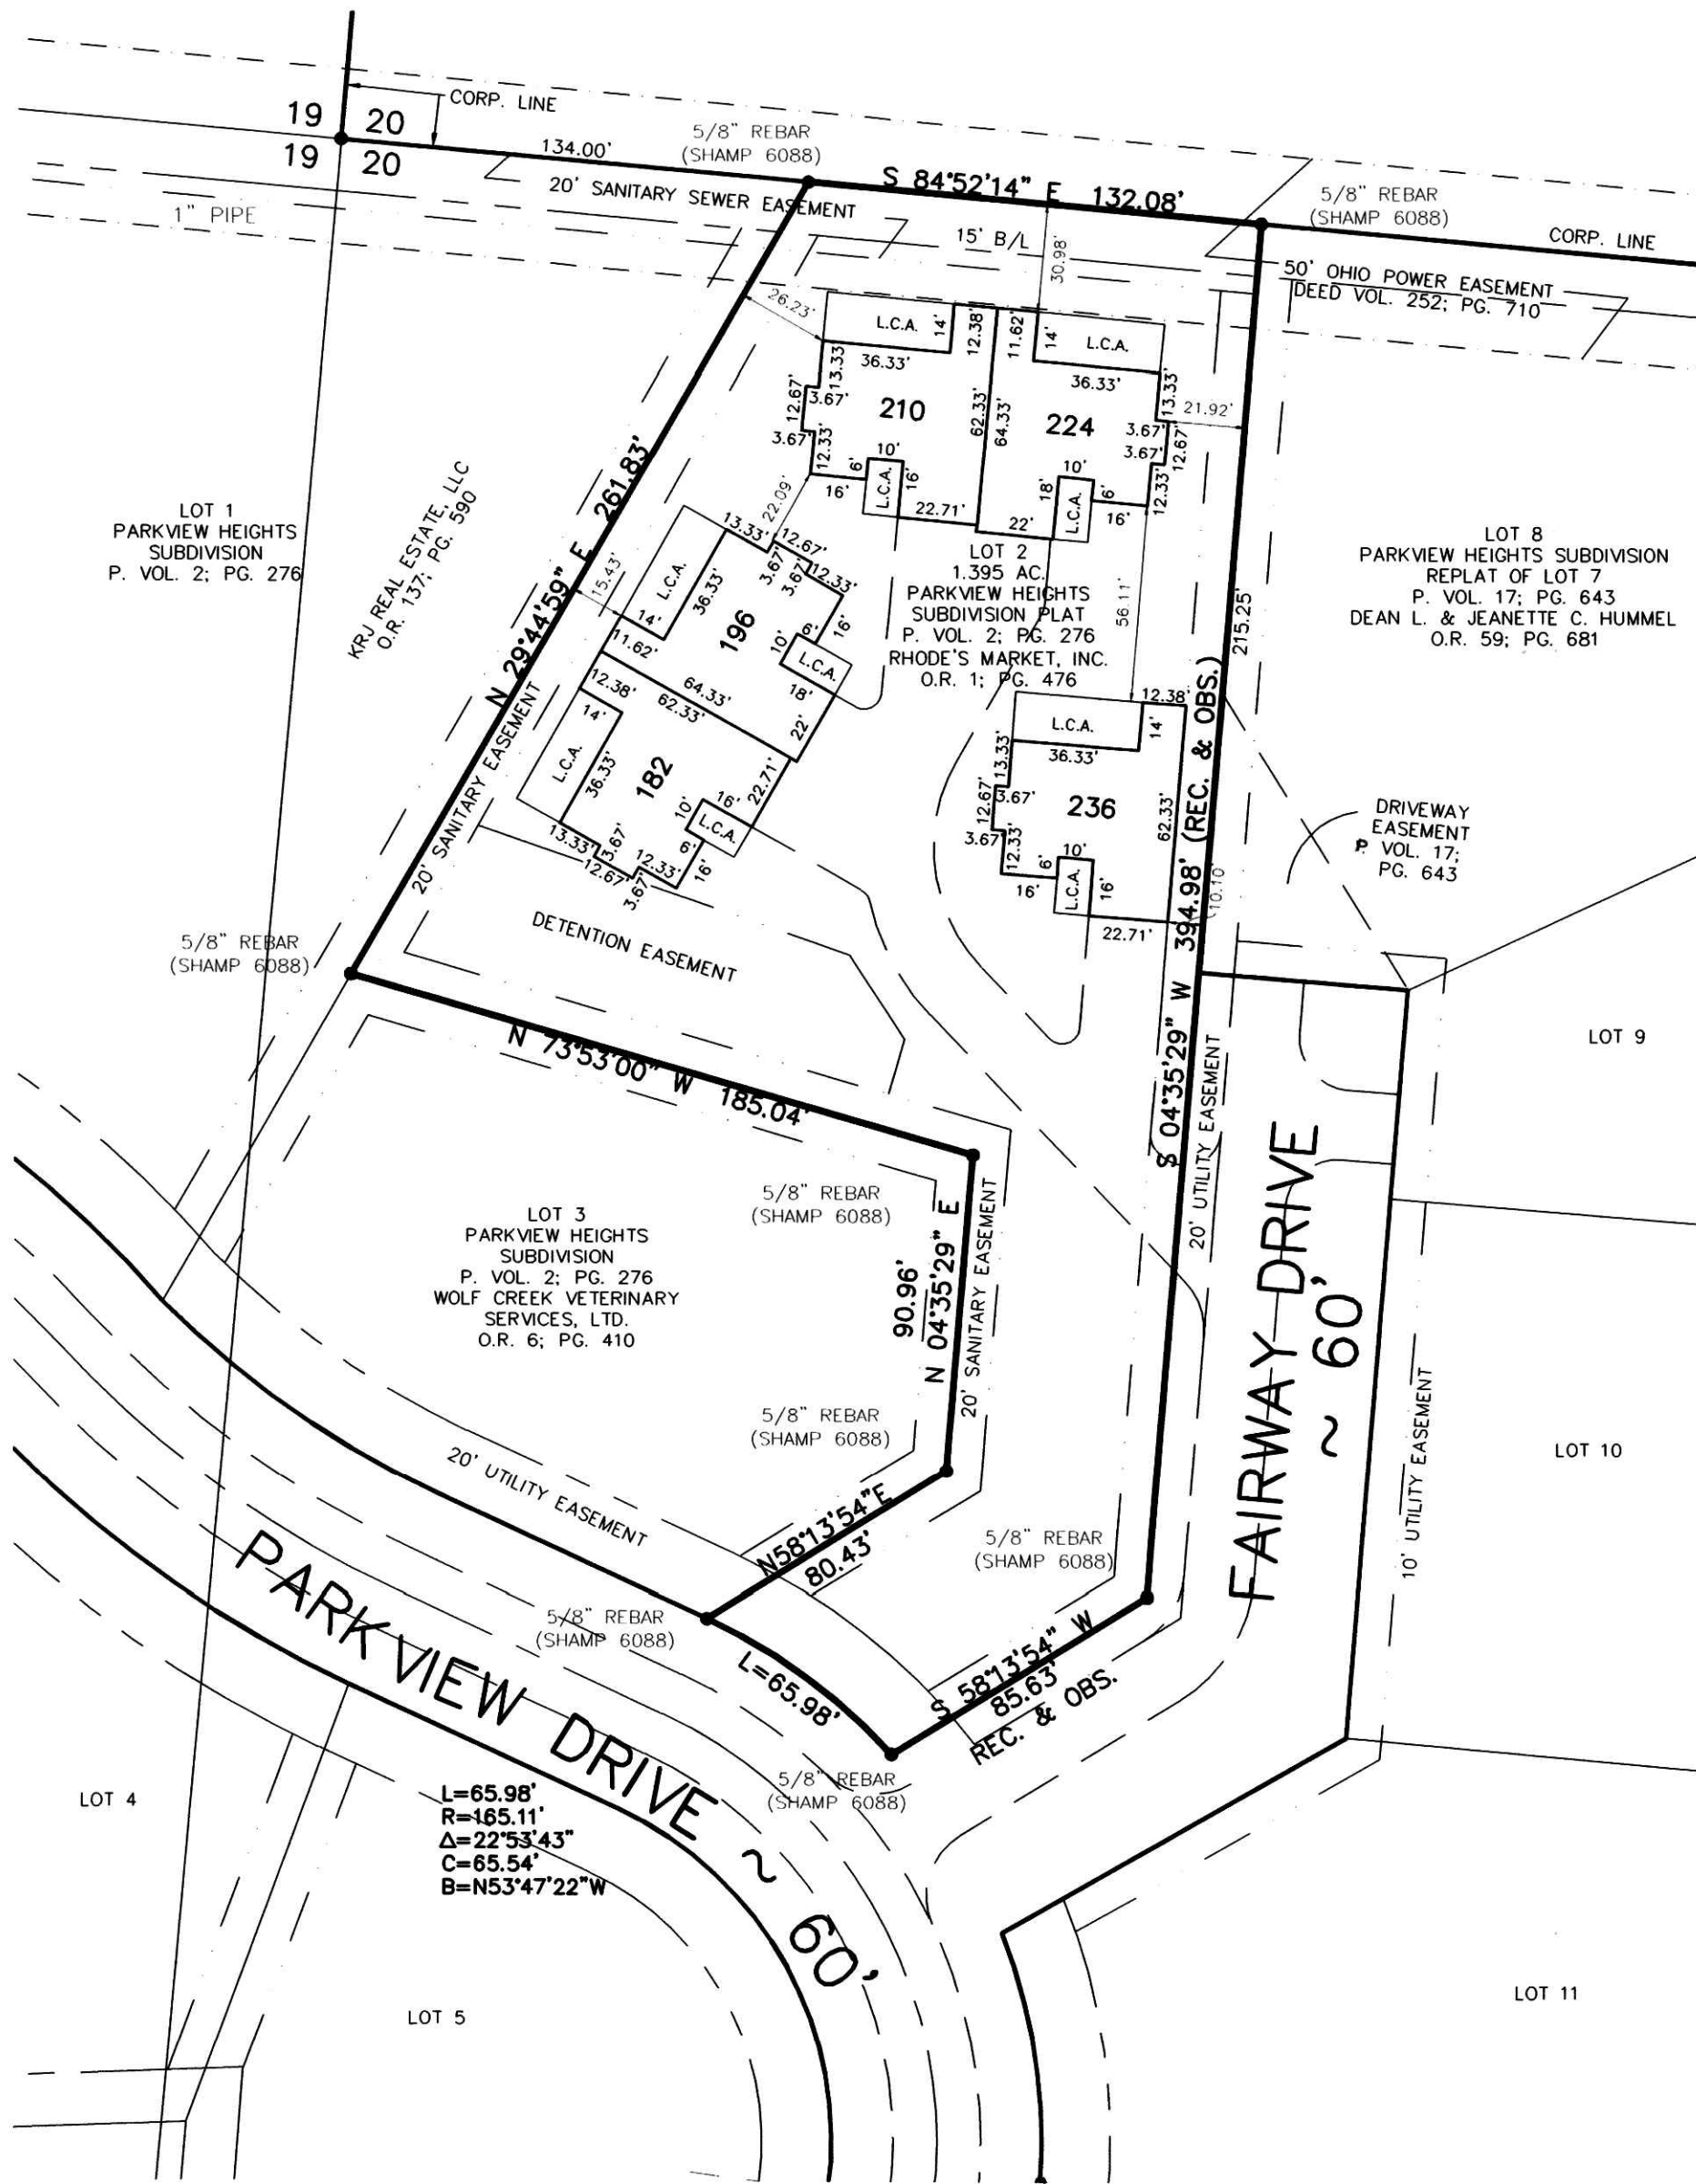 19 20
19 20
CORP. LINE
134.00'
5/8" REBAR
(SHAMP 6088)
S 84°52'14" E 132.08'
5/8" REBAR
(SHAMP 6088)
CORP. LINE
20' SANITARY SEWER EASEMENT
1" PIPE
15' B/L
30.98'
50' OHIO POWER EASEMENT
DEED VOL. 252; PG. 710
26.23'
L.C.A.
14'
12.38'
11.62'
14'
L.C.A.
36.33'
36.33'
13.33'
13.33'
12.67'
3.67'
210
62.33'
64.33'
224
3.67'
12.67'
21.92'
3.67'
12.33'
3.67'
12.33'
10'
6'
16'
16'
L.C.A.
22.71'
10'
18'
6'
16'
L.C.A.
22'
22.09'
261.83'
N 29°44'59" E
KRJ REAL ESTATE, LLC
O.R. 137; PG. 590
LOT 1
PARKVIEW HEIGHTS
SUBDIVISION
P. VOL. 2; PG. 276
15.43'
13.33'
12.67'
3.67'
3.67'
12.33'
L.C.A.
36.33'
14'
196
16'
6'
10'
L.C.A.
18'
11.62'
64.33'
22'
LOT 2
1.395 AC.
PARKVIEW HEIGHTS
SUBDIVISION PLAT
P. VOL. 2; PG. 276
RHODE'S MARKET, INC.
O.R. 1; PG. 476
56.11'
215.25'
LOT 8
PARKVIEW HEIGHTS SUBDIVISION
REPLAT OF LOT 7
P. VOL. 17; PG. 643
DEAN L. & JEANETTE C. HUMMEL
O.R. 59; PG. 681
12.38'
62.33'
14'
L.C.A.
36.33'
182
22.71'
16'
10'
L.C.A.
6'
16'
13.33'
3.67'
12.67'
12.33'
3.67'
12.38'
L.C.A.
14'
36.33'
13.33'
12.67'
3.67'
236
62.33'
3.67'
12.33'
10'
6'
16'
L.C.A.
16'
22.71'
10.10'
S 04°35'29" W 394.98' (REC. & OBS.)
DRIVEWAY
EASEMENT
P. VOL. 17;
PG. 643
20' SANITARY EASEMENT
DETENTION EASEMENT
5/8" REBAR
(SHAMP 6088)
N 73°53'00" W 185.04'
20' UTILITY EASEMENT
LOT 9
5/8" REBAR
(SHAMP 6088)
LOT 3
PARKVIEW HEIGHTS
SUBDIVISION
P. VOL. 2; PG. 276
WOLF CREEK VETERINARY
SERVICES, LTD.
O.R. 6; PG. 410
90.96'
N 04°35'29" E
20' SANITARY EASEMENT
FAIRWAY DRIVE
~ 60'
10' UTILITY EASEMENT
LOT 10
5/8" REBAR
(SHAMP 6088)
20' UTILITY EASEMENT
N58°13'54"E
80.43'
5/8" REBAR
(SHAMP 6088)
5/8" REBAR
(SHAMP 6088)
L=65.98'
S 58°13'54" W
85.63'
REC. & OBS.
5/8" REBAR
(SHAMP 6088)
PARKVIEW DRIVE ~ 60'
LOT 4
L=65.98'
R=165.11'
Δ=22°53'43"
C=65.54'
B=N53°47'22"W
LOT 5
LOT 11